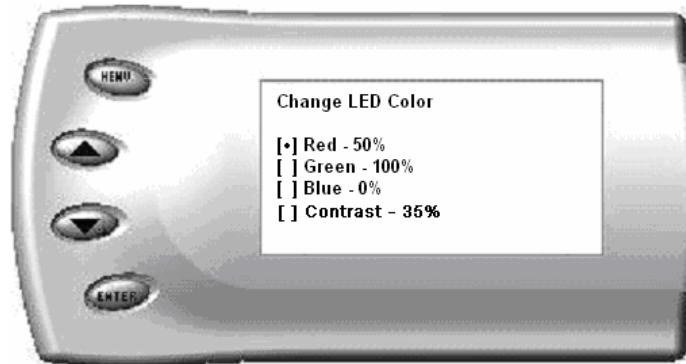 MENU
Change LED Color
[•] Red - 50%
[ ] Green - 100%
[ ] Blue - 0%
[ ] Contrast – 35%
ENTER